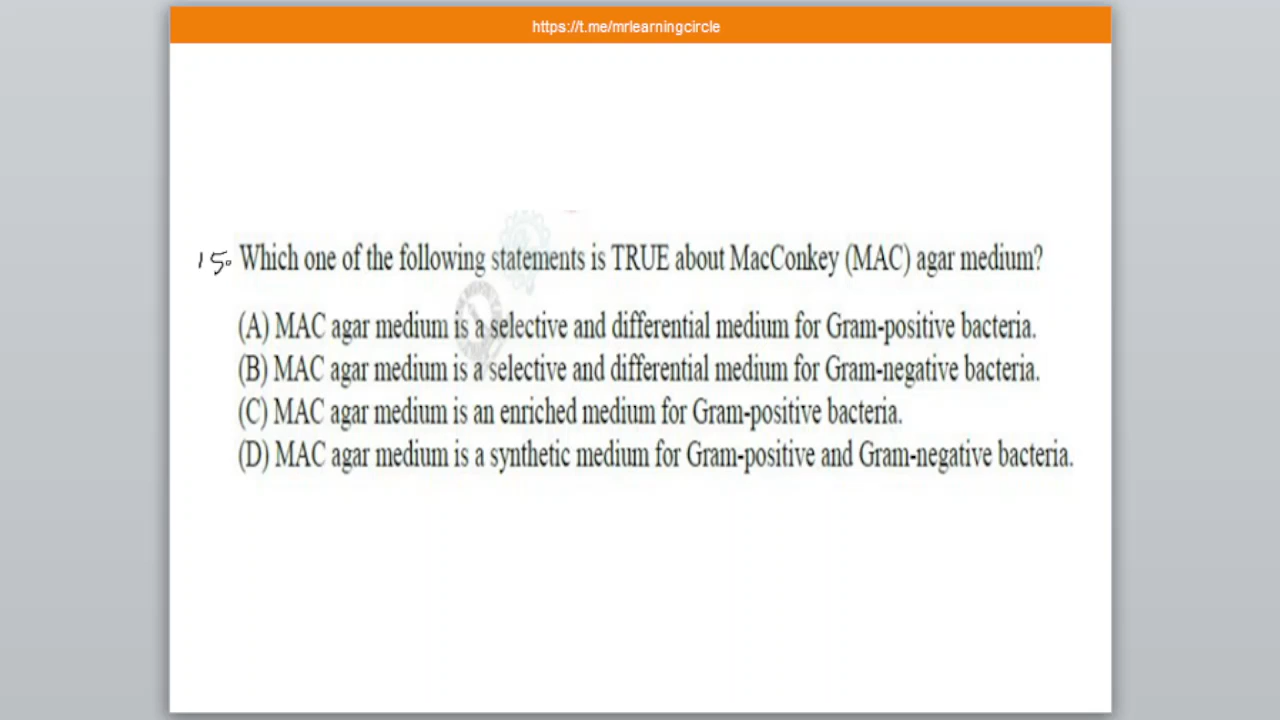 https://t.me/mrlearningcircle
15. Which one of the following statements is TRUE about MacConkey (MAC) agar medium?
(A) MAC agar medium is a selective and differential medium for Gram-positive bacteria.
(B) MAC agar medium is a selective and differential medium for Gram-negative bacteria.
(C) MAC agar medium is an enriched medium for Gram-positive bacteria.
(D) MAC agar medium is a synthetic medium for Gram-positive and Gram-negative bacteria.